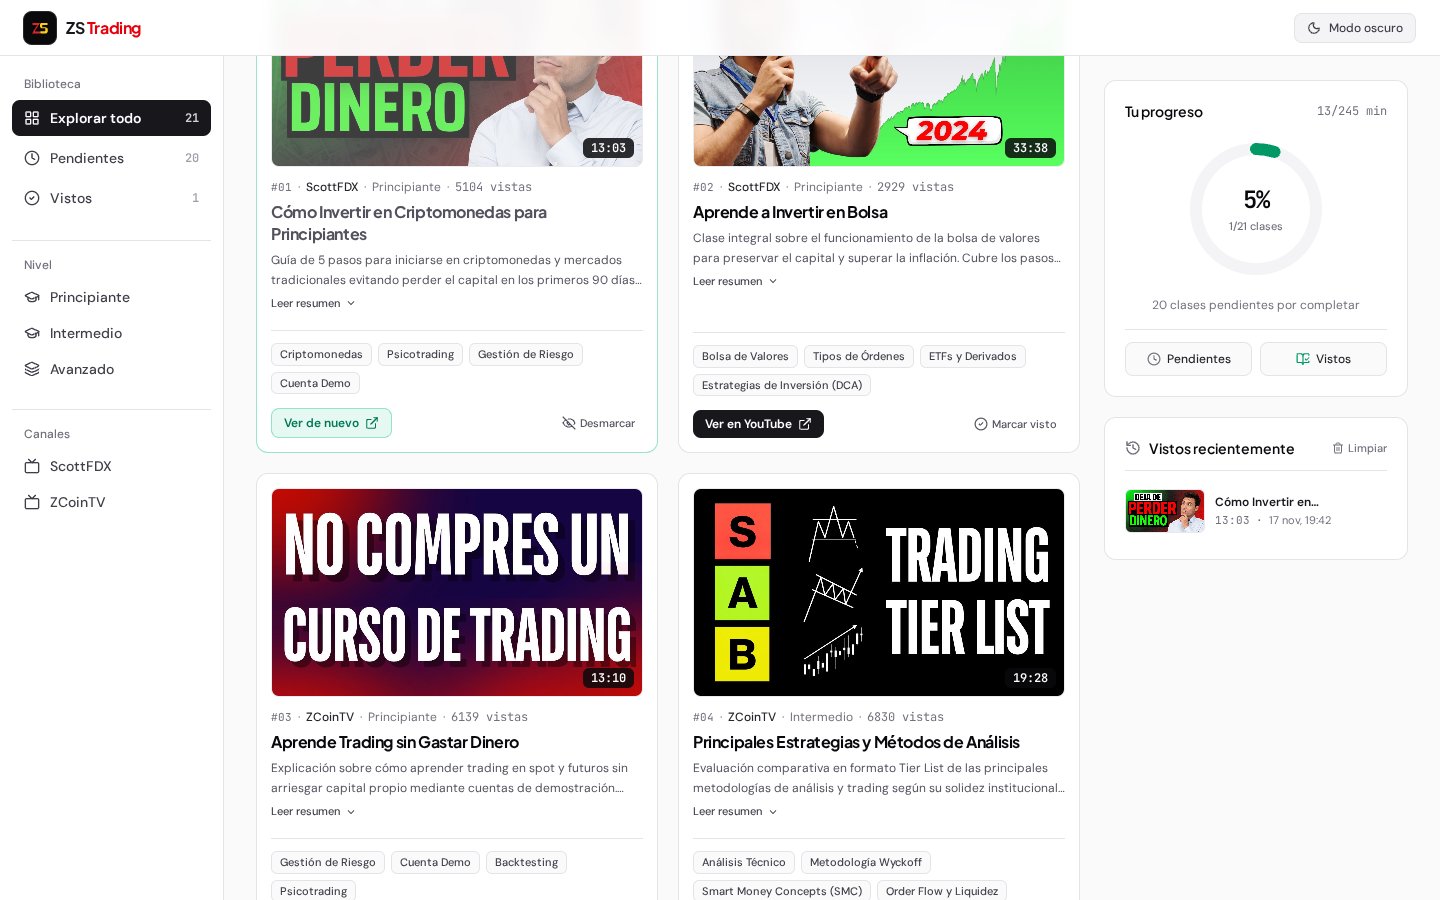 ZS
ZS Trading
Modo oscuro
Biblioteca
Explorar todo 21
Pendientes 20
Vistos 1
Nivel
Principiante
Intermedio
Avanzado
Canales
ScottFDX
ZCoinTV
PERDER
DINERO
13:03
#01 · ScottFDX · Principiante · 5104 vistas
Cómo Invertir en Criptomonedas para
Principiantes
Guía de 5 pasos para iniciarse en criptomonedas y mercados
tradicionales evitando perder el capital en los primeros 90 días...
Leer resumen
Criptomonedas
Psicotrading
Gestión de Riesgo
Cuenta Demo
Ver de nuevo
Desmarcar
2024
33:38
#02 · ScottFDX · Principiante · 2929 vistas
Aprende a Invertir en Bolsa
Clase integral sobre el funcionamiento de la bolsa de valores
para preservar el capital y superar la inflación. Cubre los pasos...
Leer resumen
Bolsa de Valores
Tipos de Órdenes
ETFs y Derivados
Estrategias de Inversión (DCA)
Ver en YouTube
Marcar visto
NO COMPRES UN
CURSO DE TRADING
13:10
#03 · ZCoinTV · Principiante · 6139 vistas
Aprende Trading sin Gastar Dinero
Explicación sobre cómo aprender trading en spot y futuros sin
arriesgar capital propio mediante cuentas de demostración....
Leer resumen
Gestión de Riesgo
Cuenta Demo
Backtesting
Psicotrading
S
A
B
TRADING
TIER LIST
19:28
#04 · ZCoinTV · Intermedio · 6830 vistas
Principales Estrategias y Métodos de Análisis
Evaluación comparativa en formato Tier List de las principales
metodologías de análisis y trading según su solidez institucional...
Leer resumen
Análisis Técnico
Metodología Wyckoff
Smart Money Concepts (SMC)
Order Flow y Liquidez
Tu progreso 13/245 min
5%
1/21 clases
20 clases pendientes por completar
Pendientes
Vistos
Vistos recientemente
Limpiar
DEJA DE
PERDER
DINERO
Cómo Invertir en...
13:03 · 17 nov, 19:42